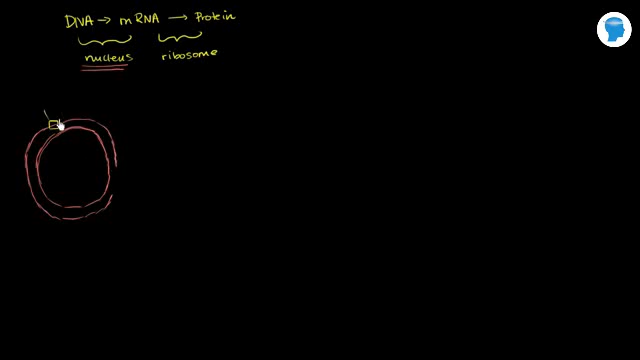 DNA → mRNA → Protein
nucleus ribosome